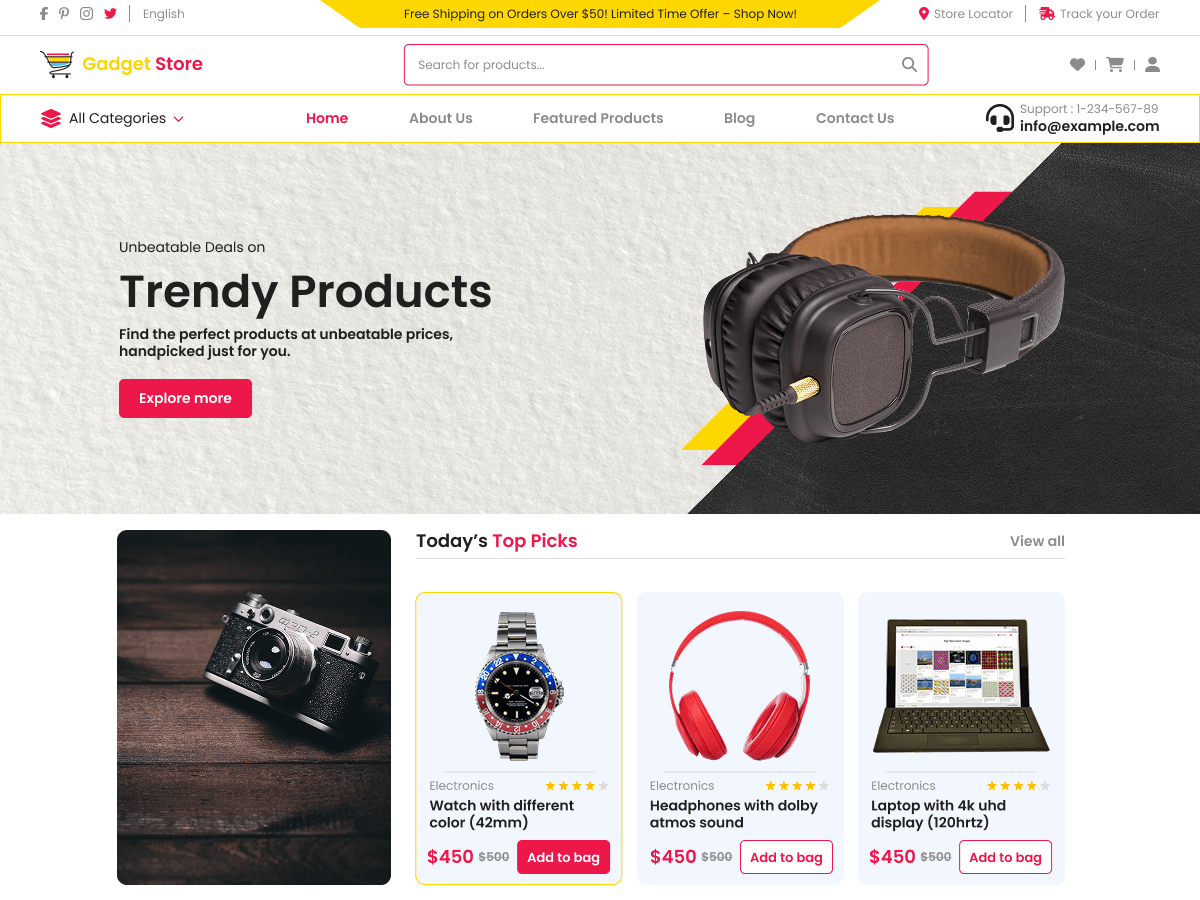 English
Free Shipping on Orders Over $50! Limited Time Offer – Shop Now!
Store Locator
Track your Order
Gadget Store
Search for products...
All Categories
Home
About Us
Featured Products
Blog
Contact Us
Support : 1-234-567-89
info@example.com
Unbeatable Deals on
Trendy Products
Find the perfect products at unbeatable prices,
handpicked just for you.
Explore more
Today’s Top Picks
View all
Electronics
Watch with different
color (42mm)
$450 $500 Add to bag
Electronics
Headphones with dolby
atmos sound
$450 $500 Add to bag
Electronics
Laptop with 4k uhd
display (120hrtz)
$450 $500 Add to bag